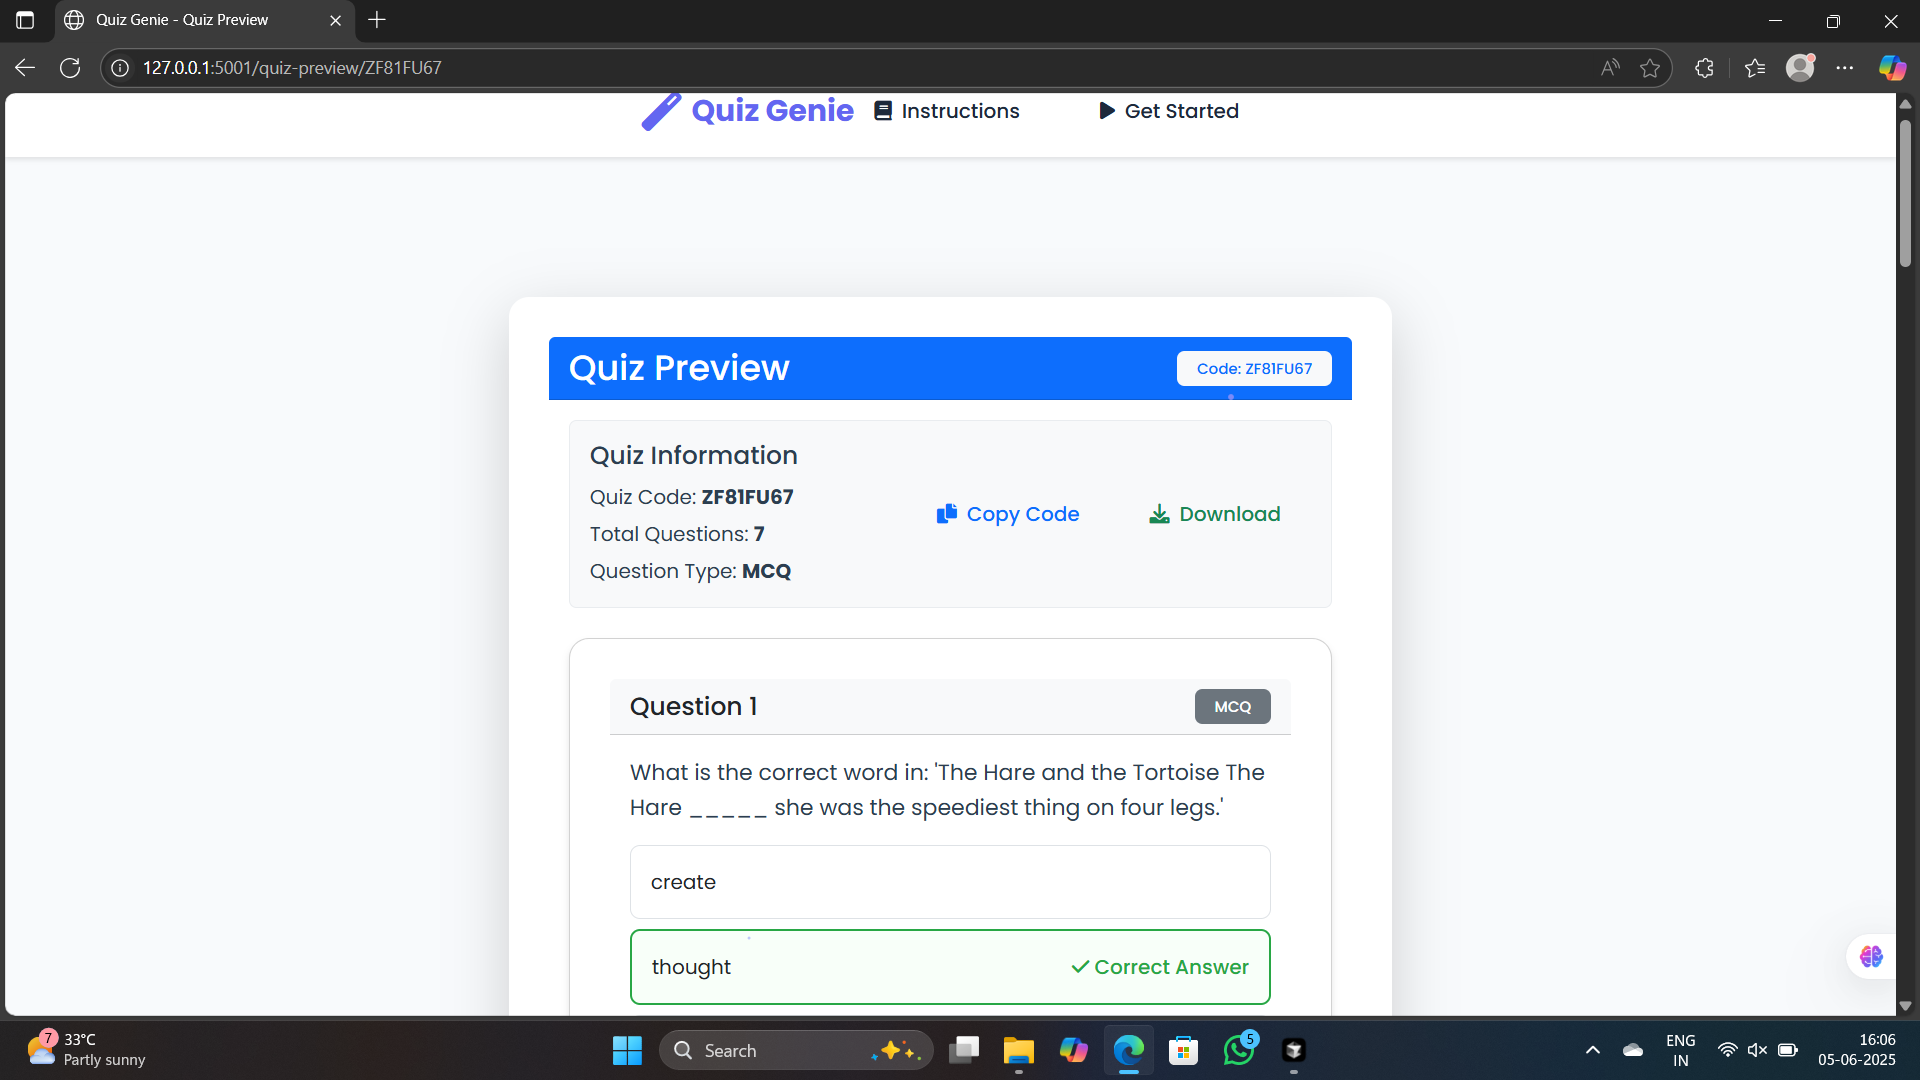 Quiz Genie - Quiz Preview
127.0.0.1:5001/quiz-preview/ZF81FU67
Quiz Genie Instructions Get Started
Quiz Preview Code: ZF81FU67
Quiz Information
Quiz Code: ZF81FU67
Total Questions: 7
Question Type: MCQ
Copy Code Download
Question 1 MCQ
What is the correct word in: 'The Hare and the Tortoise The
Hare _____ she was the speediest thing on four legs.'
create
thought Correct Answer
7 33°C
Partly sunny
Search
5
ENG
IN
16:06
05-06-2025